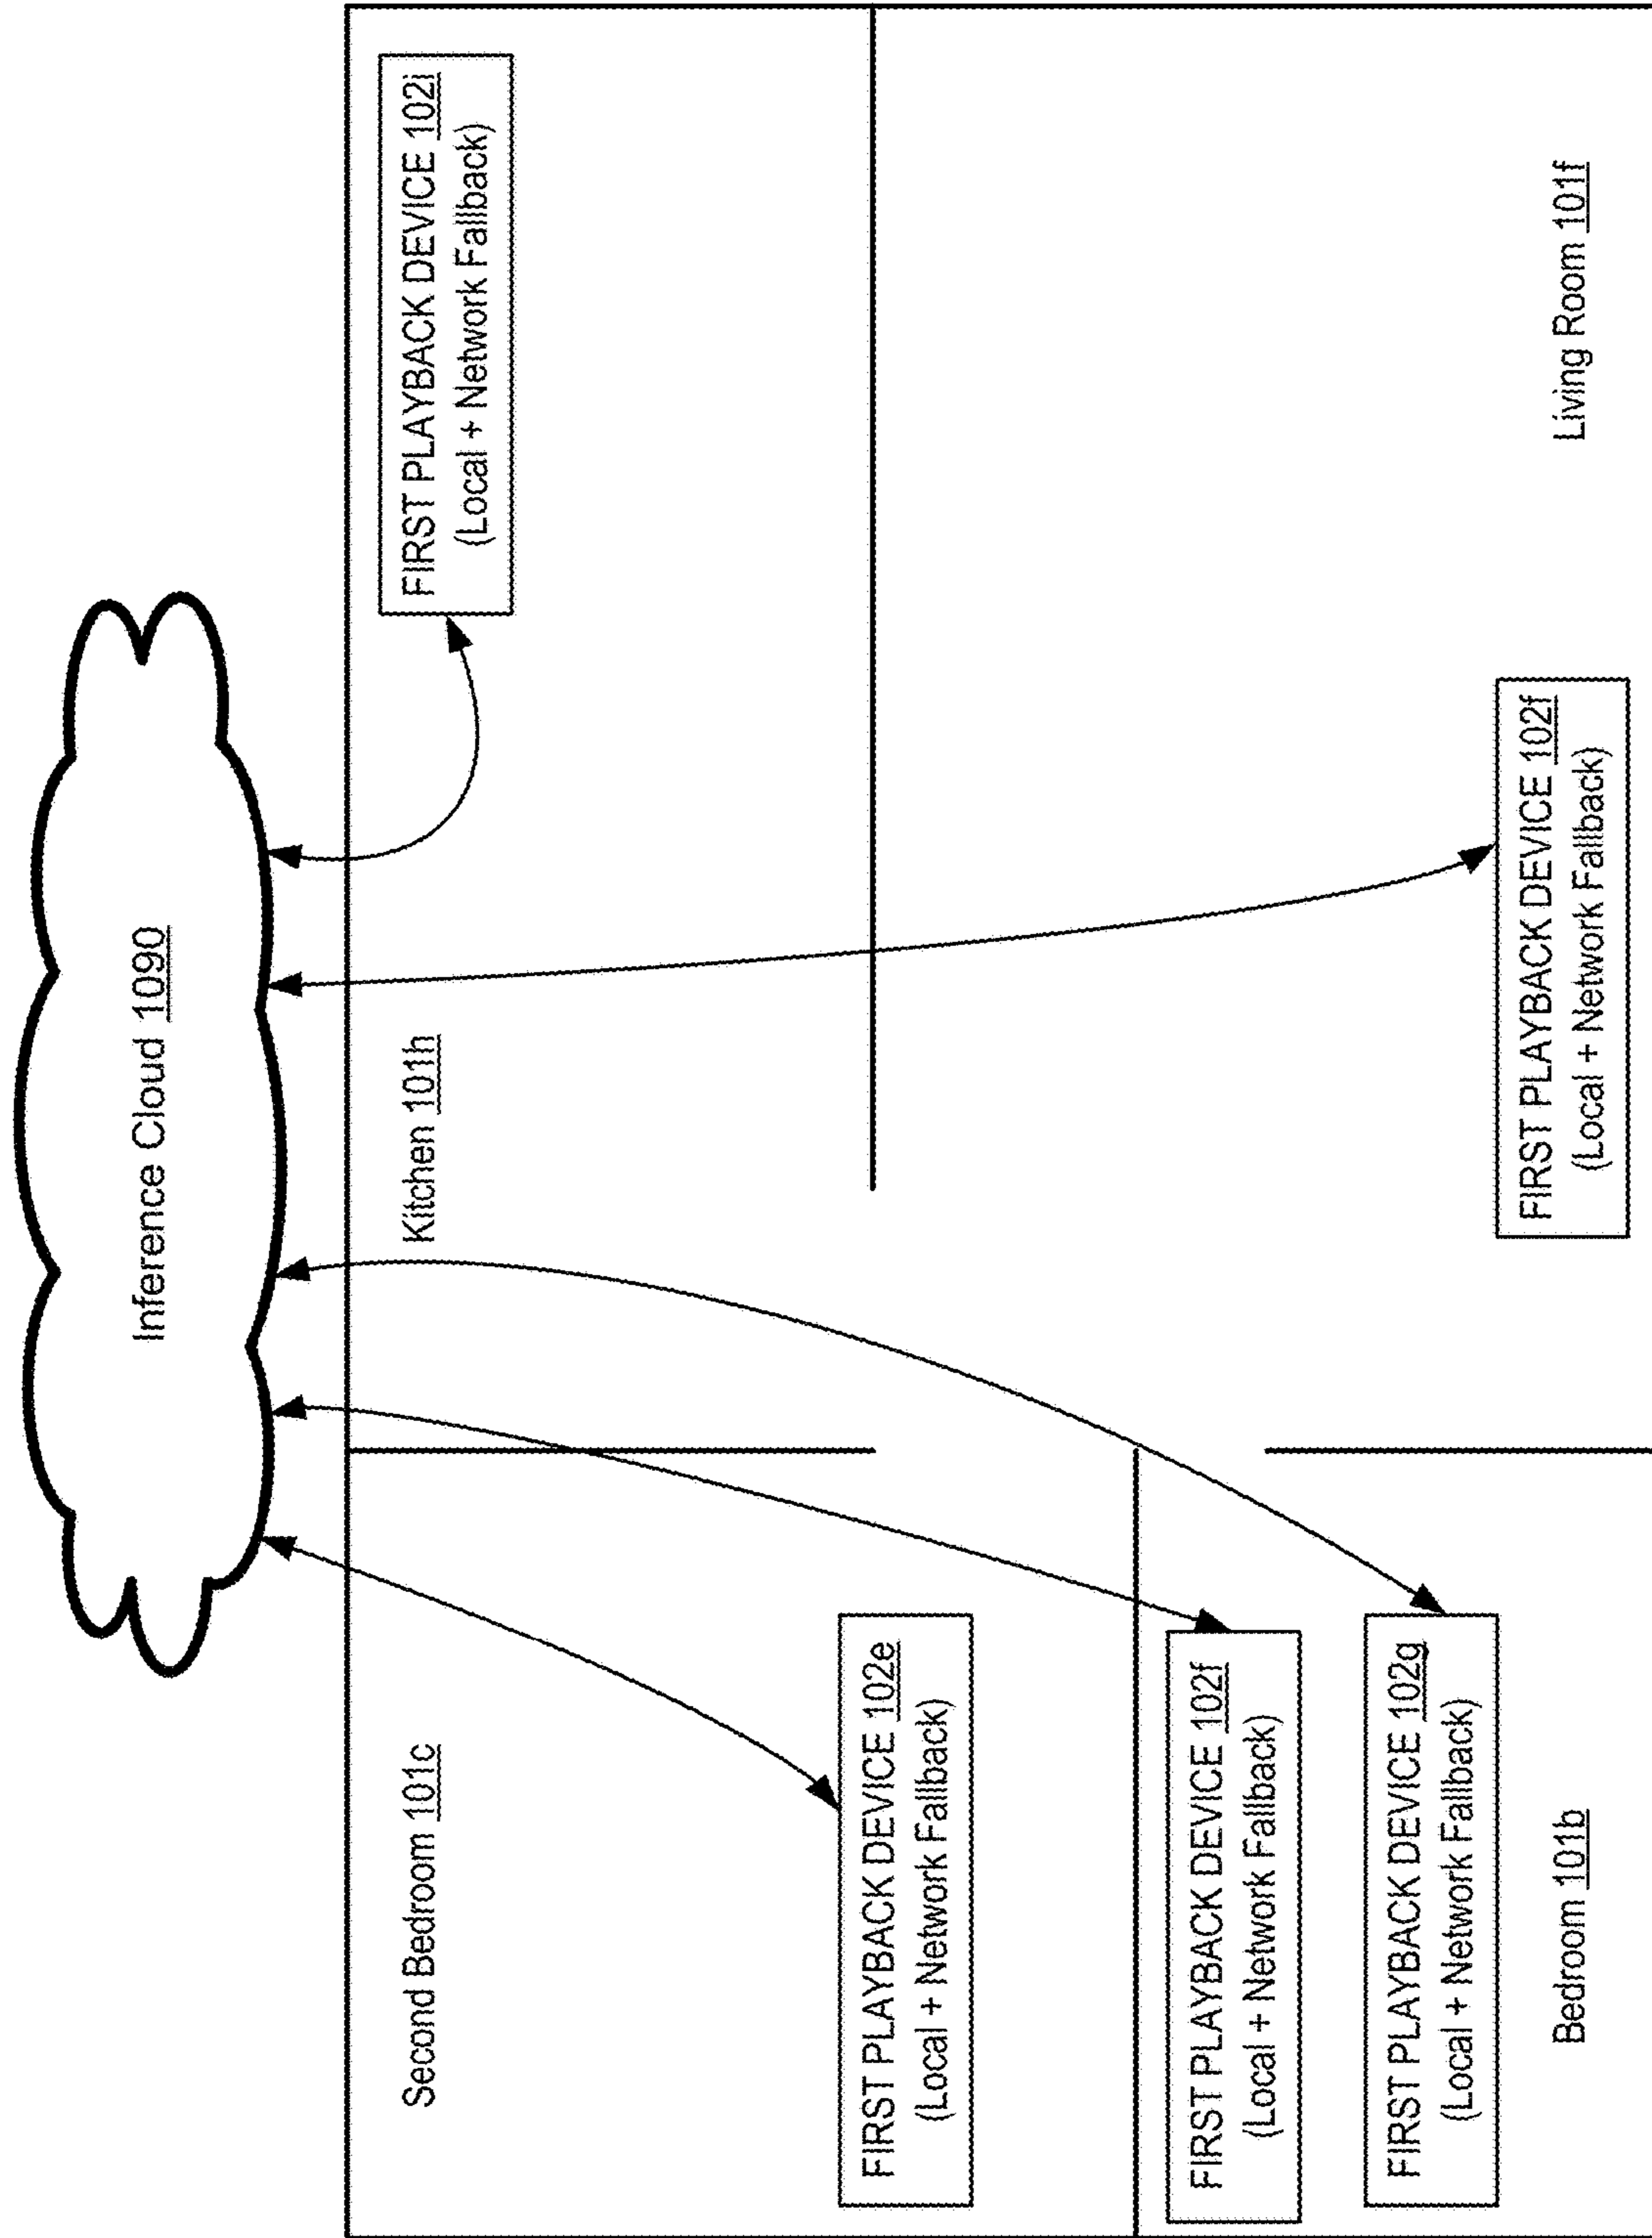 Inference Cloud 1090
Second Bedroom 101c
Kitchen 101h
FIRST PLAYBACK DEVICE 102i
(Local + Network Fallback)
FIRST PLAYBACK DEVICE 102e
(Local + Network Fallback)
FIRST PLAYBACK DEVICE 102f
(Local + Network Fallback)
FIRST PLAYBACK DEVICE 102g
(Local + Network Fallback)
Bedroom 101b
FIRST PLAYBACK DEVICE 102f
(Local + Network Fallback)
Living Room 101f